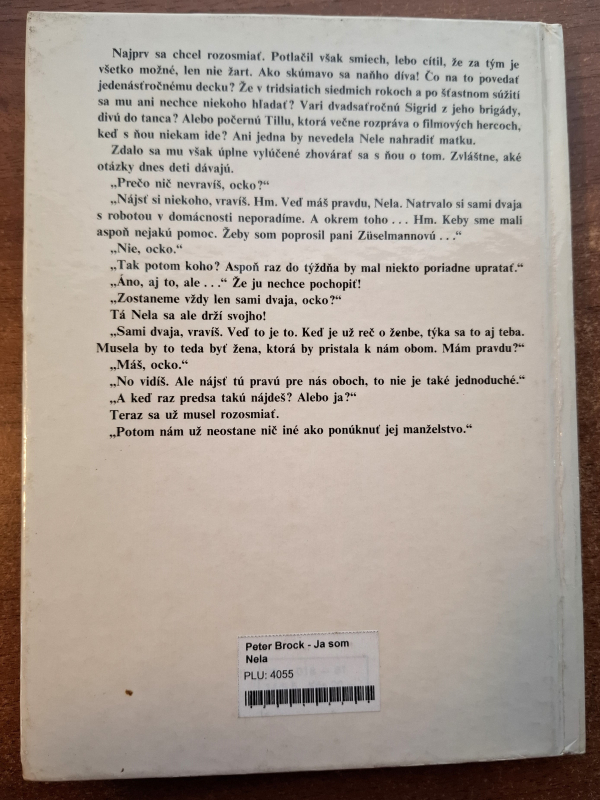 Najprv sa chcel rozosmiať. Potlačil však smiech, lebo cítil, že za tým je
všetko možné, len nie žart. Ako skúmavo sa naňho díva! Čo na to povedať
jedenásťročnému decku? Že v tridsiatich siedmich rokoch a po šťastnom súžití
sa mu ani nechce niekoho hľadať? Vari dvadsaťročnú Sigrid z jeho brigády,
divú do tanca? Alebo počernú Tillu, ktorá večne rozpráva o filmových hercoch,
keď s ňou niekam ide? Ani jedna by nevedela Nele nahradiť matku.
Zdalo sa mu však úplne vylúčené zhovárať sa s ňou o tom. Zvláštne, aké
otázky dnes deti dávajú.
„Prečo nič nevravíš, ocko?“
„Nájsť si niekoho, vravíš. Hm. Veď máš pravdu, Nela. Natrvalo si sami dvaja
s robotou v domácnosti neporadíme. A okrem toho . . . Hm. Keby sme mali
aspoň nejakú pomoc. Žeby som poprosil pani Züselmannovú . . .“
„Nie, ocko.“
„Tak potom koho? Aspoň raz do týždňa by mal niekto poriadne upratať.“
„Áno, aj to, ale . . .“ Že ju nechce pochopiť!
„Zostaneme vždy len sami dvaja, ocko?“
Tá Nela sa ale drží svojho!
„Sami dvaja, vravíš. Veď to je to. Keď je už reč o ženbe, týka sa to aj teba.
Musela by to teda byť žena, ktorá by pristala k nám obom. Mám pravdu?“
„Máš, ocko.“
„No vidíš. Ale nájsť tú pravú pre nás oboch, to nie je také jednoduché.“
„A keď raz predsa takú nájdeš? Alebo ja?“
Teraz sa už musel rozosmiať.
„Potom nám už neostane nič iné ako ponúknuť jej manželstvo.“
Peter Brock - Ja som
Nela
PLU: 4055